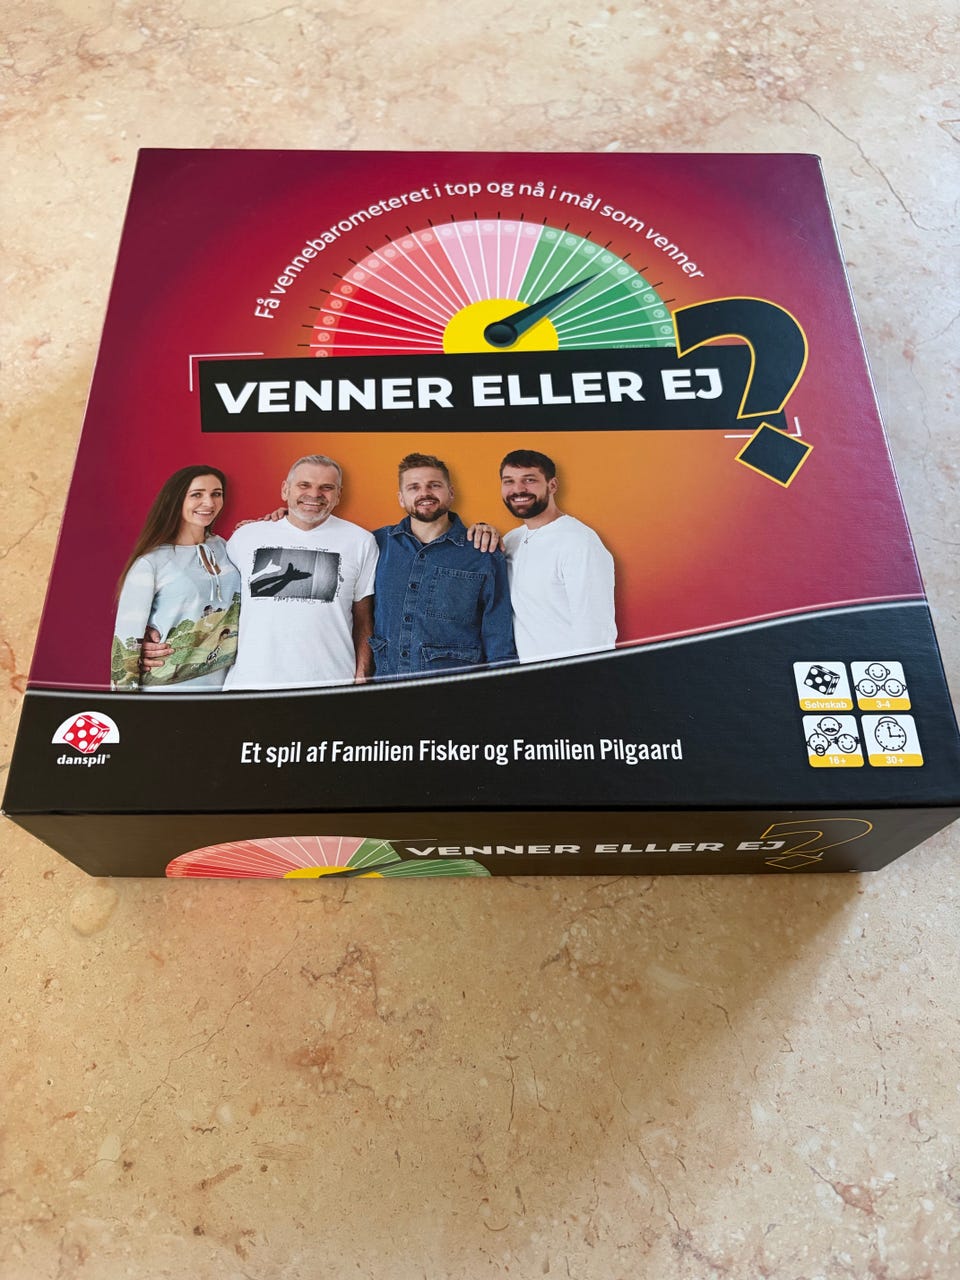 Få vennebarometeret i top og nå i mål som venner
VENNER
VENNER ELLER EJ?
danspil®
Et spil af Familien Fisker og Familien Pilgaard
Selvskab
3-4
16+
30+
VENNER ELLER EJ?